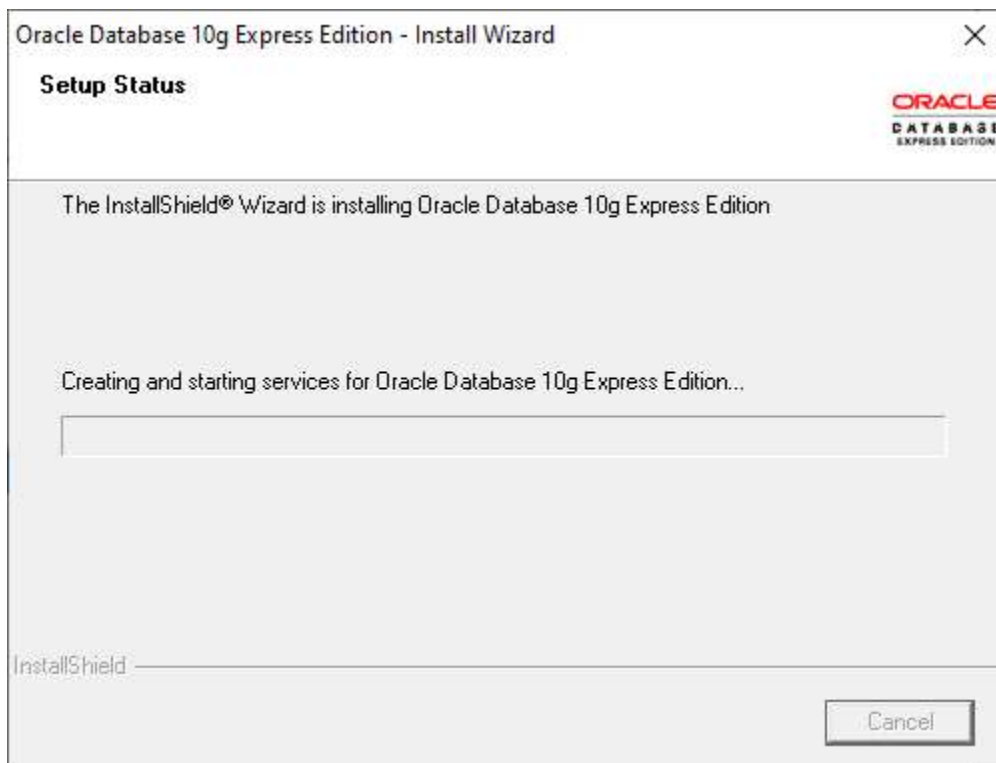 Oracle Database 10g Express Edition - Install Wizard
Setup Status
ORACLE
DATABASE
EXPRESS EDITION
The InstallShield® Wizard is installing Oracle Database 10g Express Edition
Creating and starting services for Oracle Database 10g Express Edition...
InstallShield
Cancel